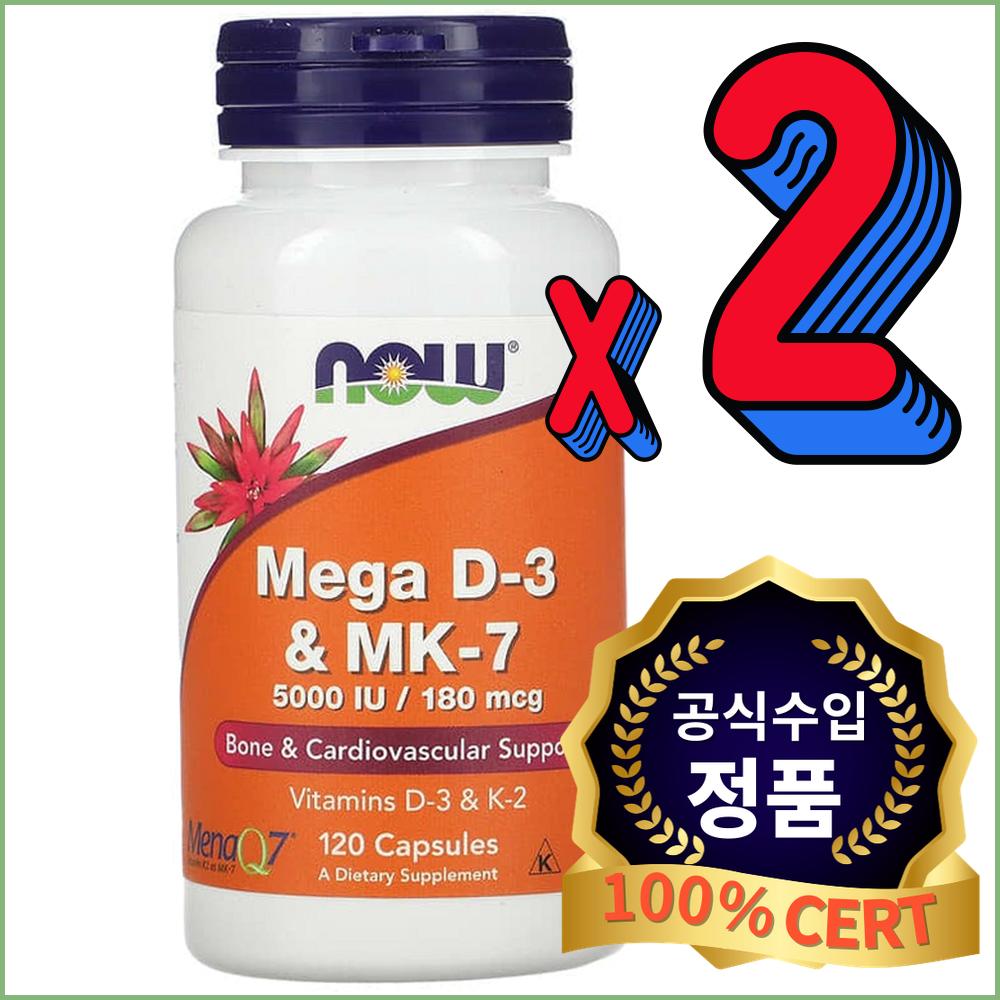 x 2
NOW®
Mega D-3
& MK-7
5000 IU / 180 mcg
Bone & Cardiovascular Suppo
Vitamins D-3 & K-2
MenaQ7®
120 Capsules
A Dietary Supplement
K
공식수입
정품
100% CERT